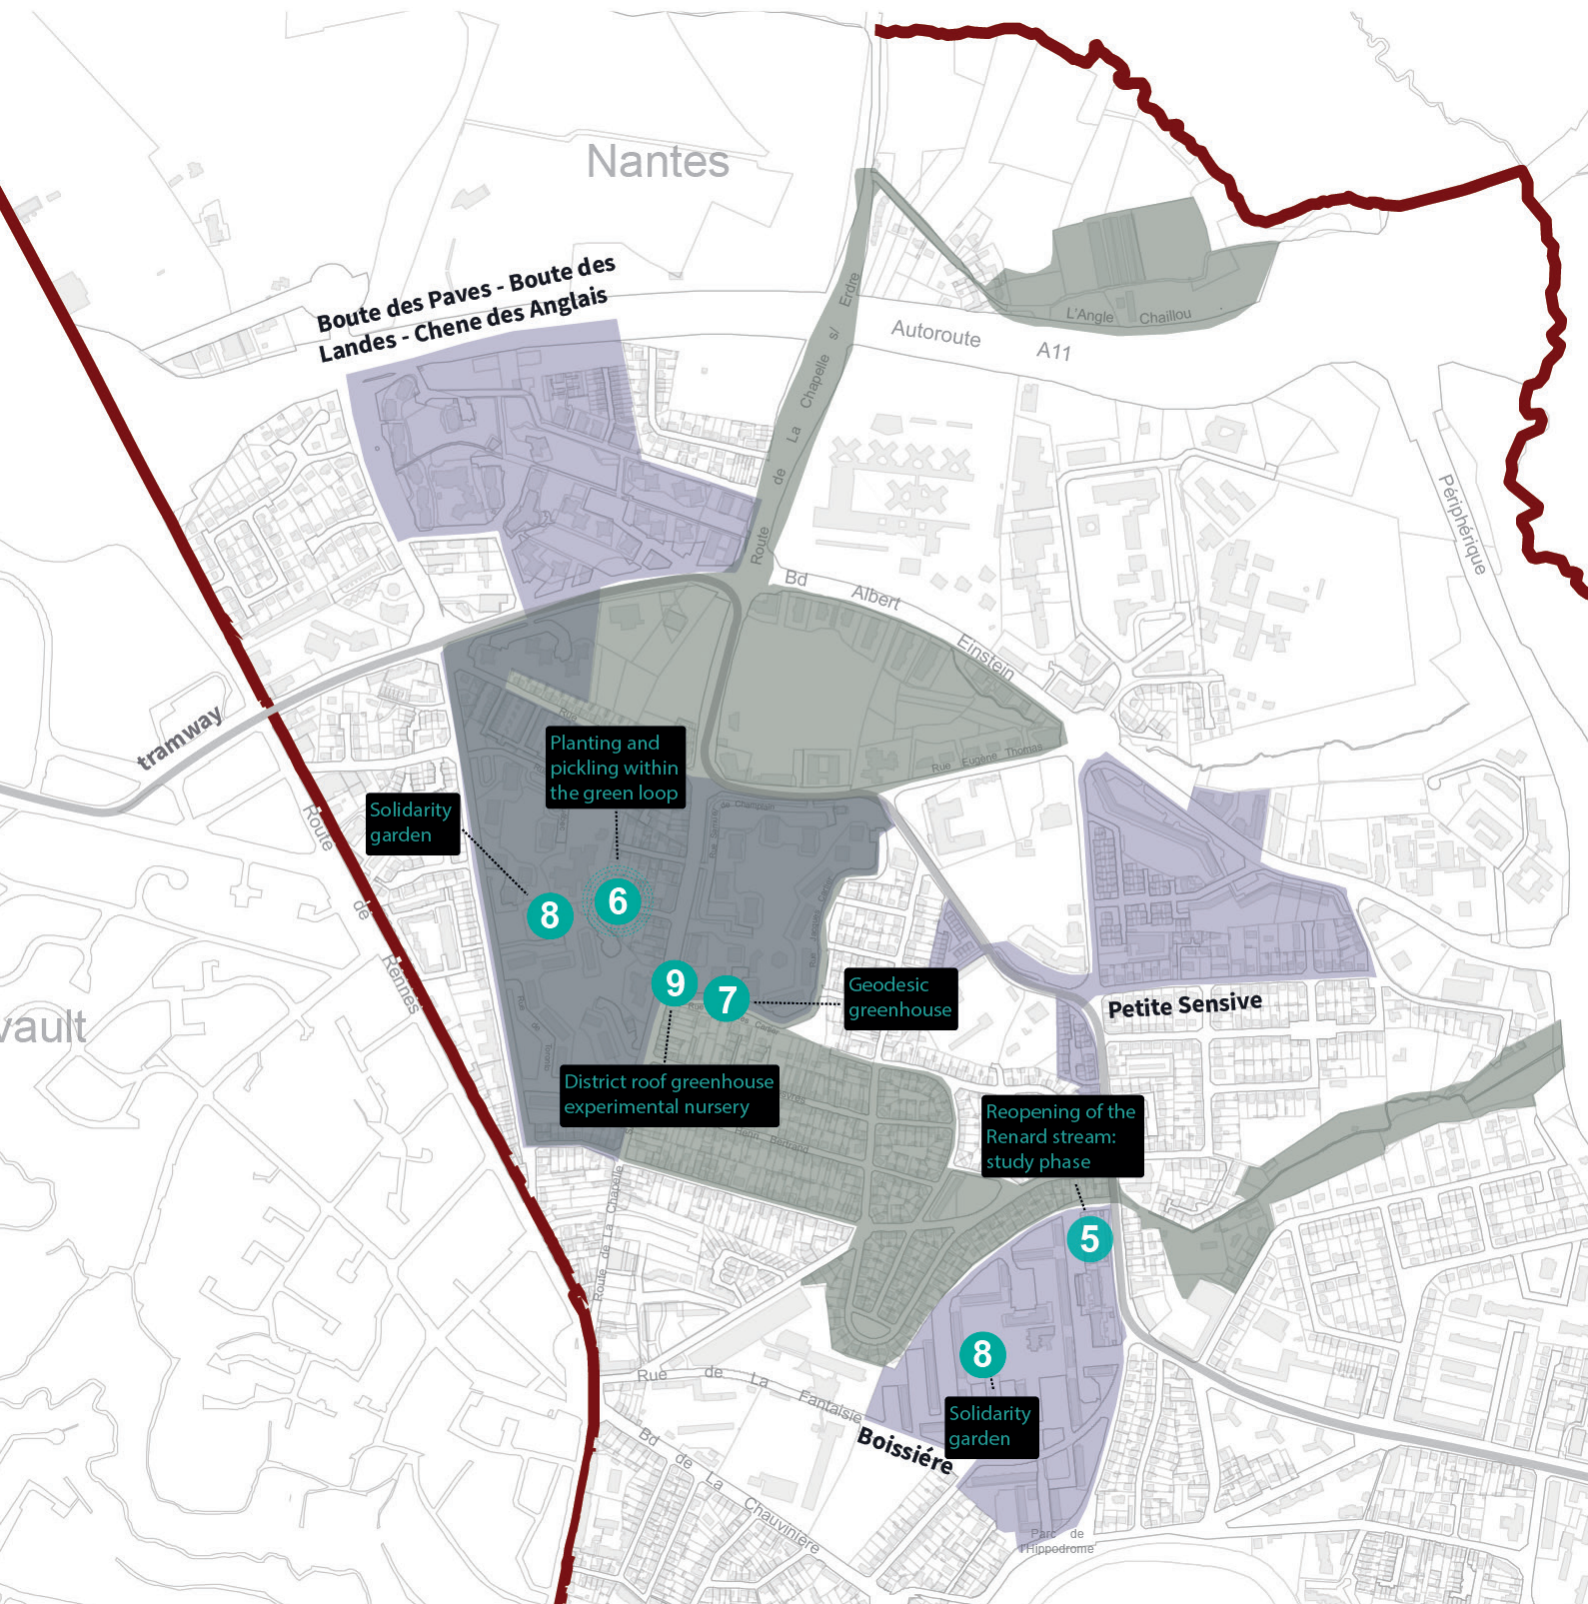 Nantes
Boute des Paves - Boute des
Landes - Chene des Anglais
Route de La Chapelle s/ Erdre
L'Angle Chaillou
Autoroute A11
Périphérique
Bd Albert Einstein
tramway
Rue Eugène Thomas
Planting and
pickling within
the green loop
Solidarity
garden
Route de Rennes
6
8
9
7
Geodesic
greenhouse
vault
Petite Sensive
District roof greenhouse
experimental nursery
Reopening of the
Renard stream:
study phase
5
Route de La Chapelle
8
Rue de La Fantaisie
Solidarity
garden
Boissiére
Bd de La Chauvinière
Parc de
l'Hippodrome